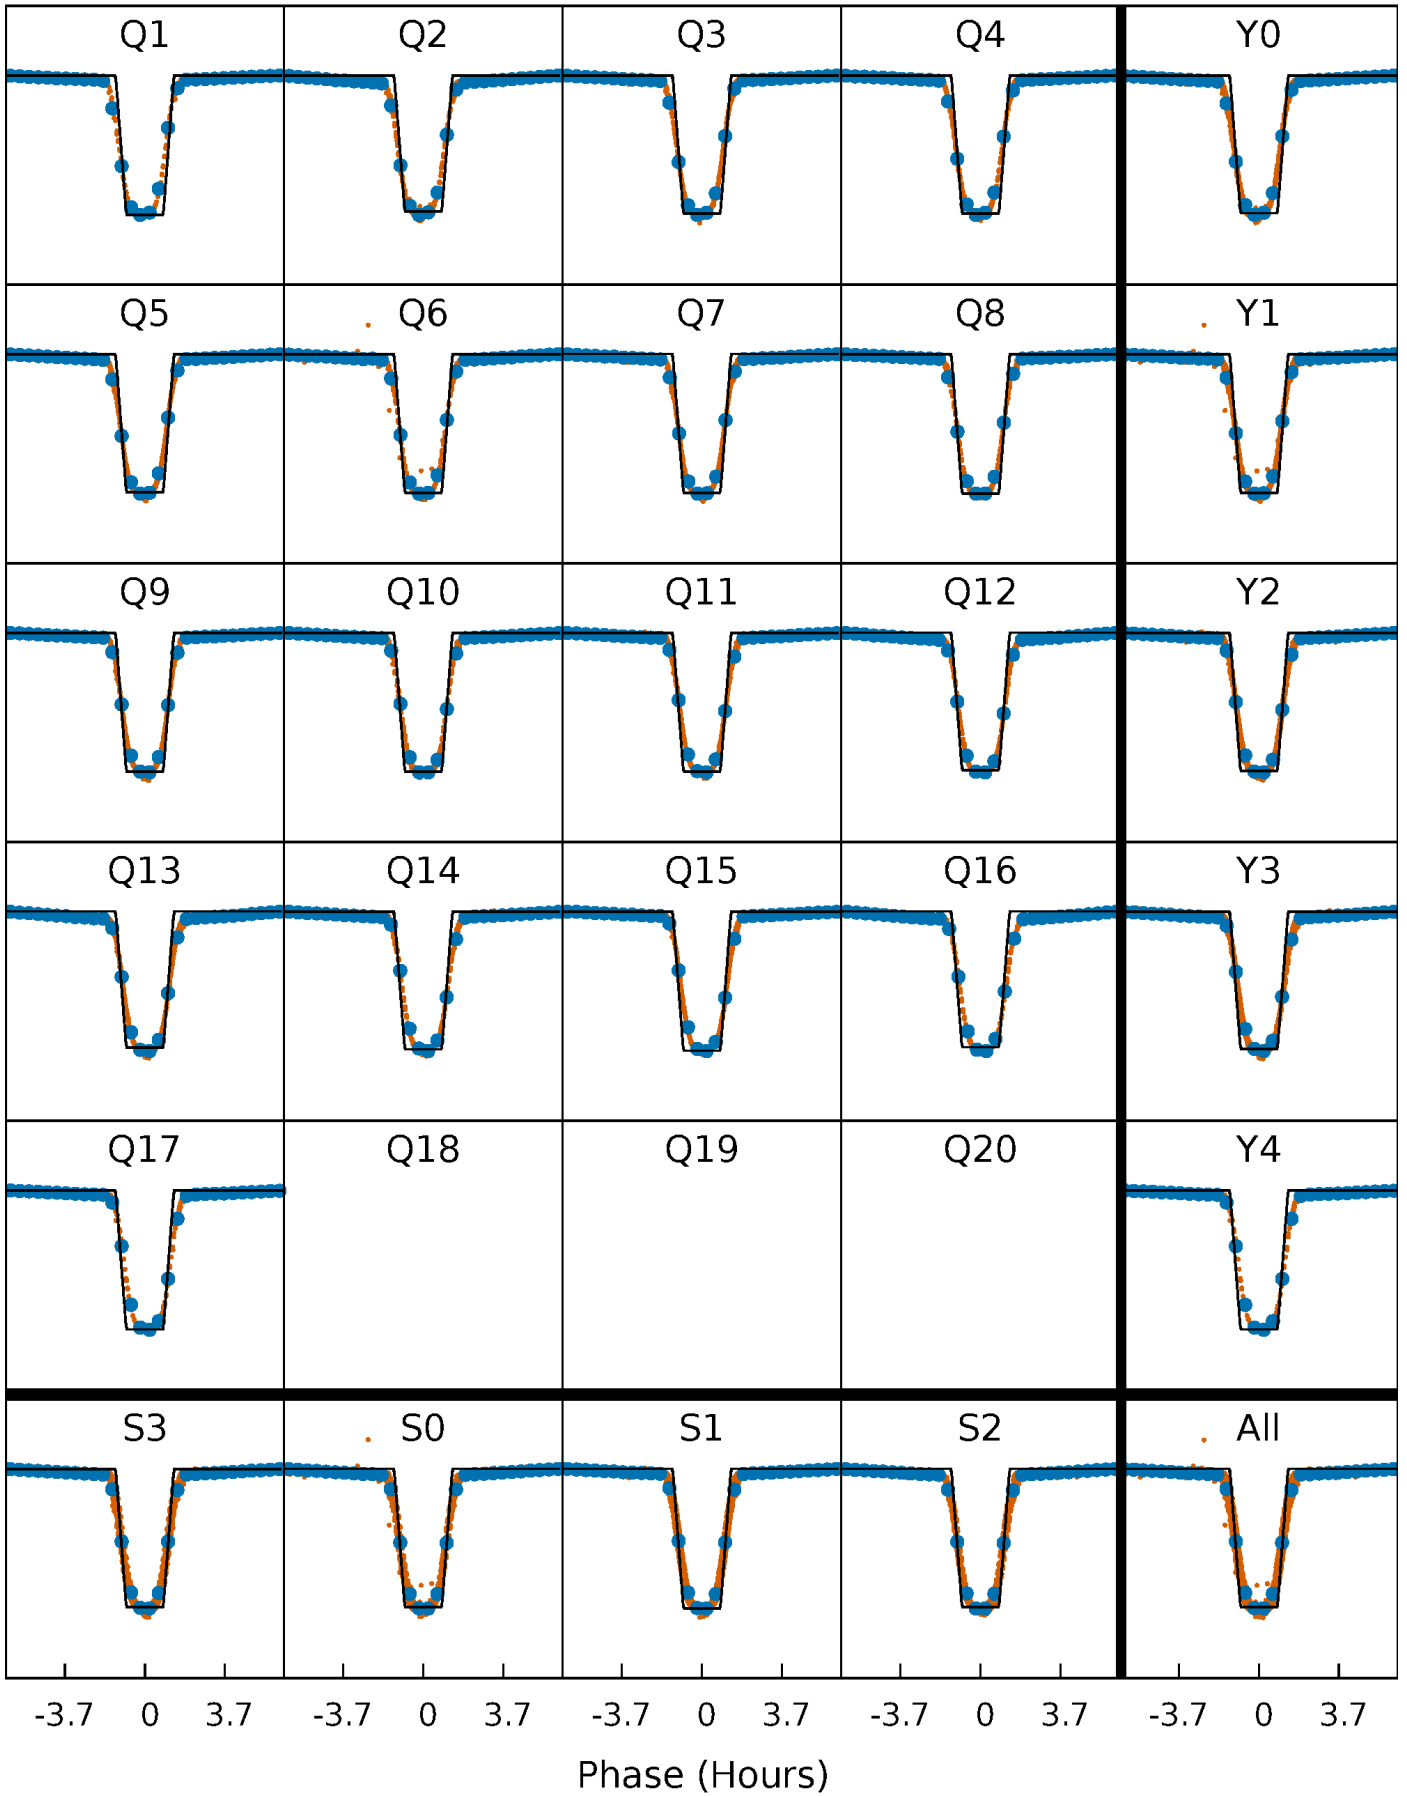 Q1 Q2 Q3 Q4 Y0
Q5 Q6 Q7 Q8 Y1
Q9 Q10 Q11 Q12 Y2
Q13 Q14 Q15 Q16 Y3
Q17 Q18 Q19 Q20 Y4
S3 S0 S1 S2 All
-3.7 0 3.7 -3.7 0 3.7 -3.7 0 3.7 -3.7 0 3.7 -3.7 0 3.7
Phase (Hours)